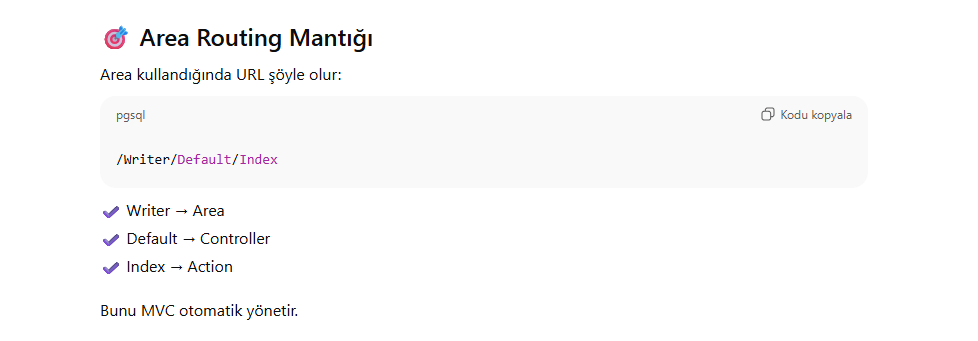 🎯 Area Routing Mantığı
Area kullandığında URL şöyle olur:
pgsql
Kodu kopyala
/Writer/Default/Index
✔ Writer → Area
✔ Default → Controller
✔ Index → Action
Bunu MVC otomatik yönetir.